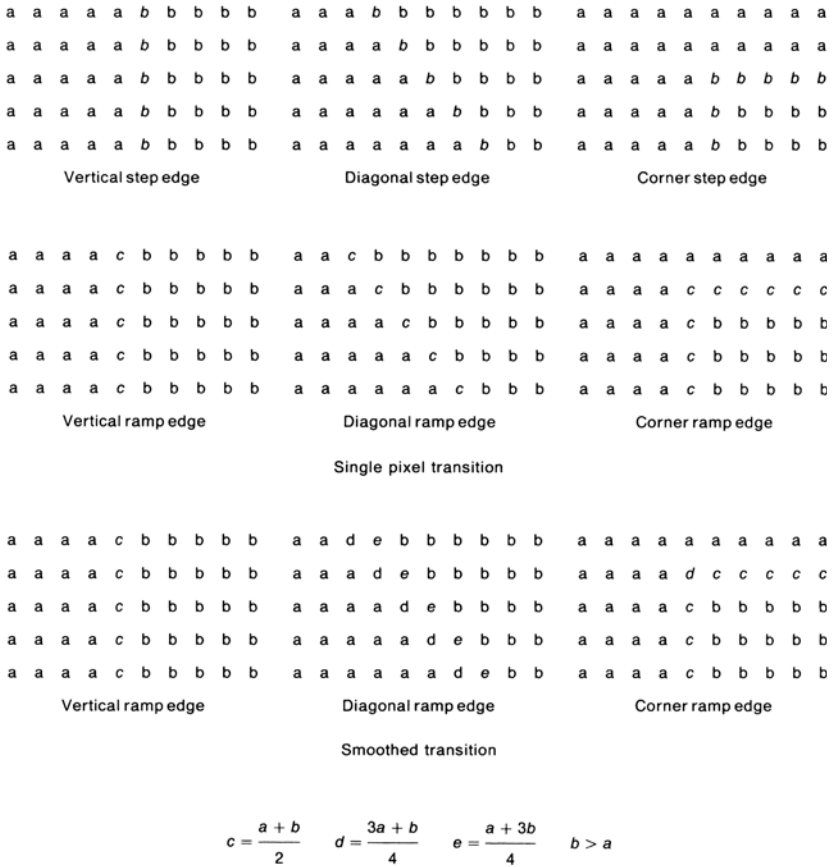 a a a a a b b b b b a a a b b b b b b b a a a a a a a a a a
a a a a a b b b b b a a a a b b b b b b a a a a a a a a a a
a a a a a b b b b b a a a a a b b b b b a a a a a b b b b b
a a a a a b b b b b a a a a a a b b b b a a a a a b b b b b
a a a a a b b b b b a a a a a a a b b b a a a a a b b b b b
Vertical step edge Diagonal step edge Corner step edge
a a a a c b b b b b a a c b b b b b b b a a a a a a a a a a
a a a a c b b b b b a a a c b b b b b b a a a a c c c c c c
a a a a c b b b b b a a a a c b b b b b a a a a c b b b b b
a a a a c b b b b b a a a a a c b b b b a a a a c b b b b b
a a a a c b b b b b a a a a a a c b b b a a a a c b b b b b
Vertical ramp edge Diagonal ramp edge Corner ramp edge
Single pixel transition
a a a a c b b b b b a a d e b b b b b b a a a a a a a a a a
a a a a c b b b b b a a a d e b b b b b a a a a d c c c c c
a a a a c b b b b b a a a a d e b b b b a a a a c b b b b b
a a a a c b b b b b a a a a a d e b b b a a a a c b b b b b
a a a a c b b b b b a a a a a a d e b b a a a a c b b b b b
Vertical ramp edge Diagonal ramp edge Corner ramp edge
Smoothed transition
c = (a + b)/2 d = (3a + b)/4 e = (a + 3b)/4 b > a